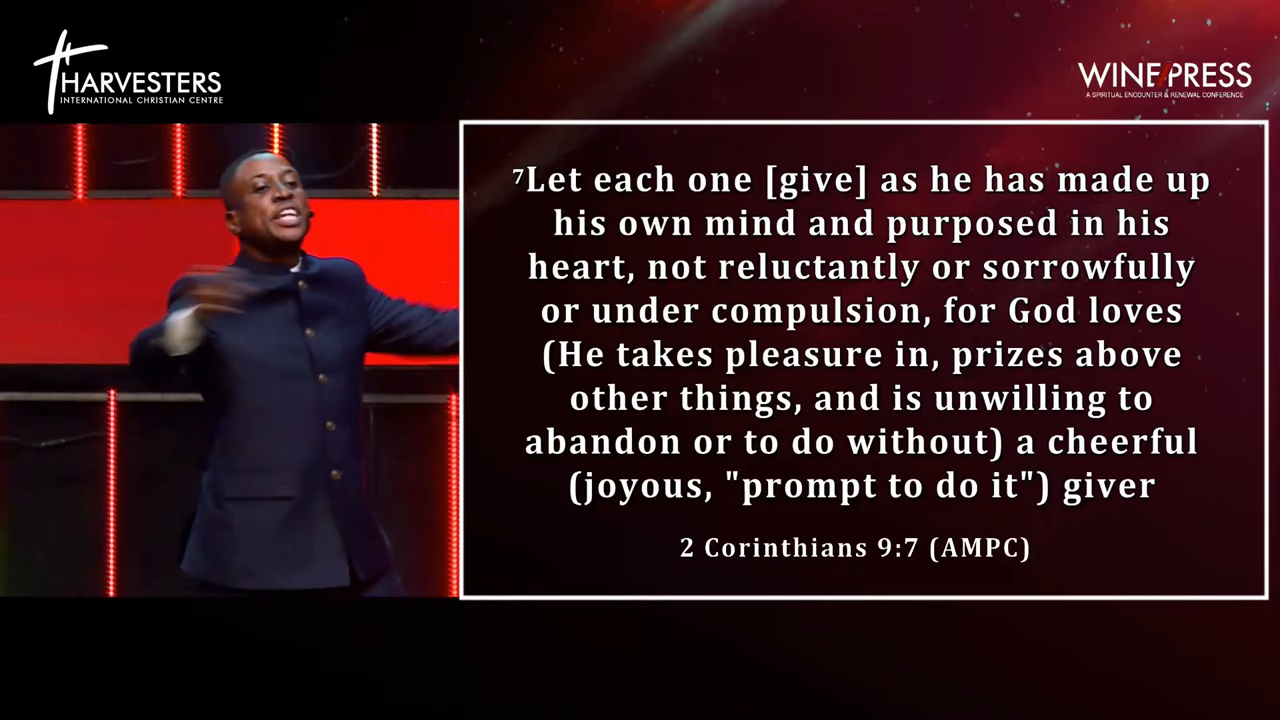 HARVESTERS
INTERNATIONAL CHRISTIAN CENTRE
WINE/PRESS
A SPIRITUAL ENCOUNTER & RENEWAL CONFERENCE
⁷Let each one [give] as he has made up
his own mind and purposed in his
heart, not reluctantly or sorrowfully
or under compulsion, for God loves
(He takes pleasure in, prizes above
other things, and is unwilling to
abandon or to do without) a cheerful
(joyous, "prompt to do it") giver
2 Corinthians 9:7 (AMPC)